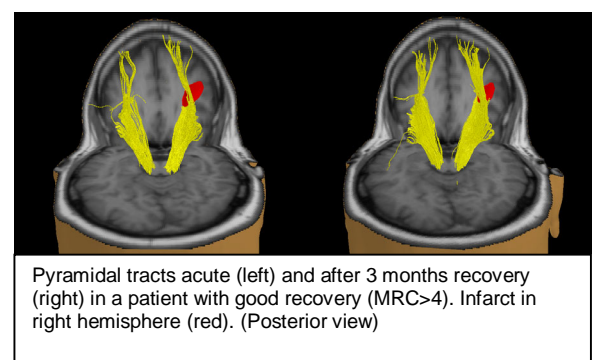 Pyramidal tracts acute (left) and after 3 months recovery
(right) in a patient with good recovery (MRC>4). Infarct in
right hemisphere (red). (Posterior view)